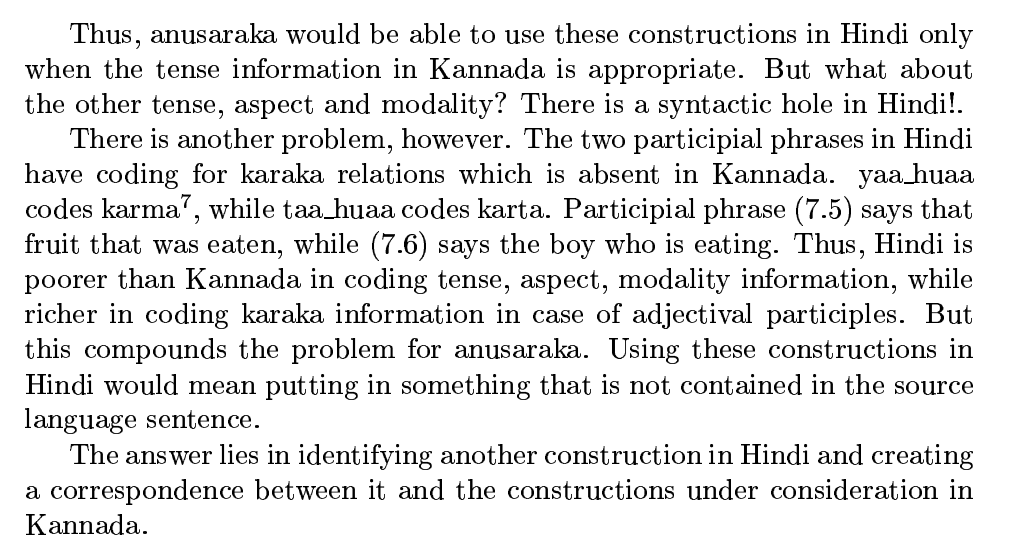 Thus, anusaraka would be able to use these constructions in Hindi only
when the tense information in Kannada is appropriate. But what about
the other tense, aspect and modality? There is a syntactic hole in Hindi!.
There is another problem, however. The two participial phrases in Hindi
have coding for karaka relations which is absent in Kannada. yaa_huaa
codes karma⁷, while taa_huaa codes karta. Participial phrase (7.5) says that
fruit that was eaten, while (7.6) says the boy who is eating. Thus, Hindi is
poorer than Kannada in coding tense, aspect, modality information, while
richer in coding karaka information in case of adjectival participles. But
this compounds the problem for anusaraka. Using these constructions in
Hindi would mean putting in something that is not contained in the source
language sentence.
The answer lies in identifying another construction in Hindi and creating
a correspondence between it and the constructions under consideration in
Kannada.